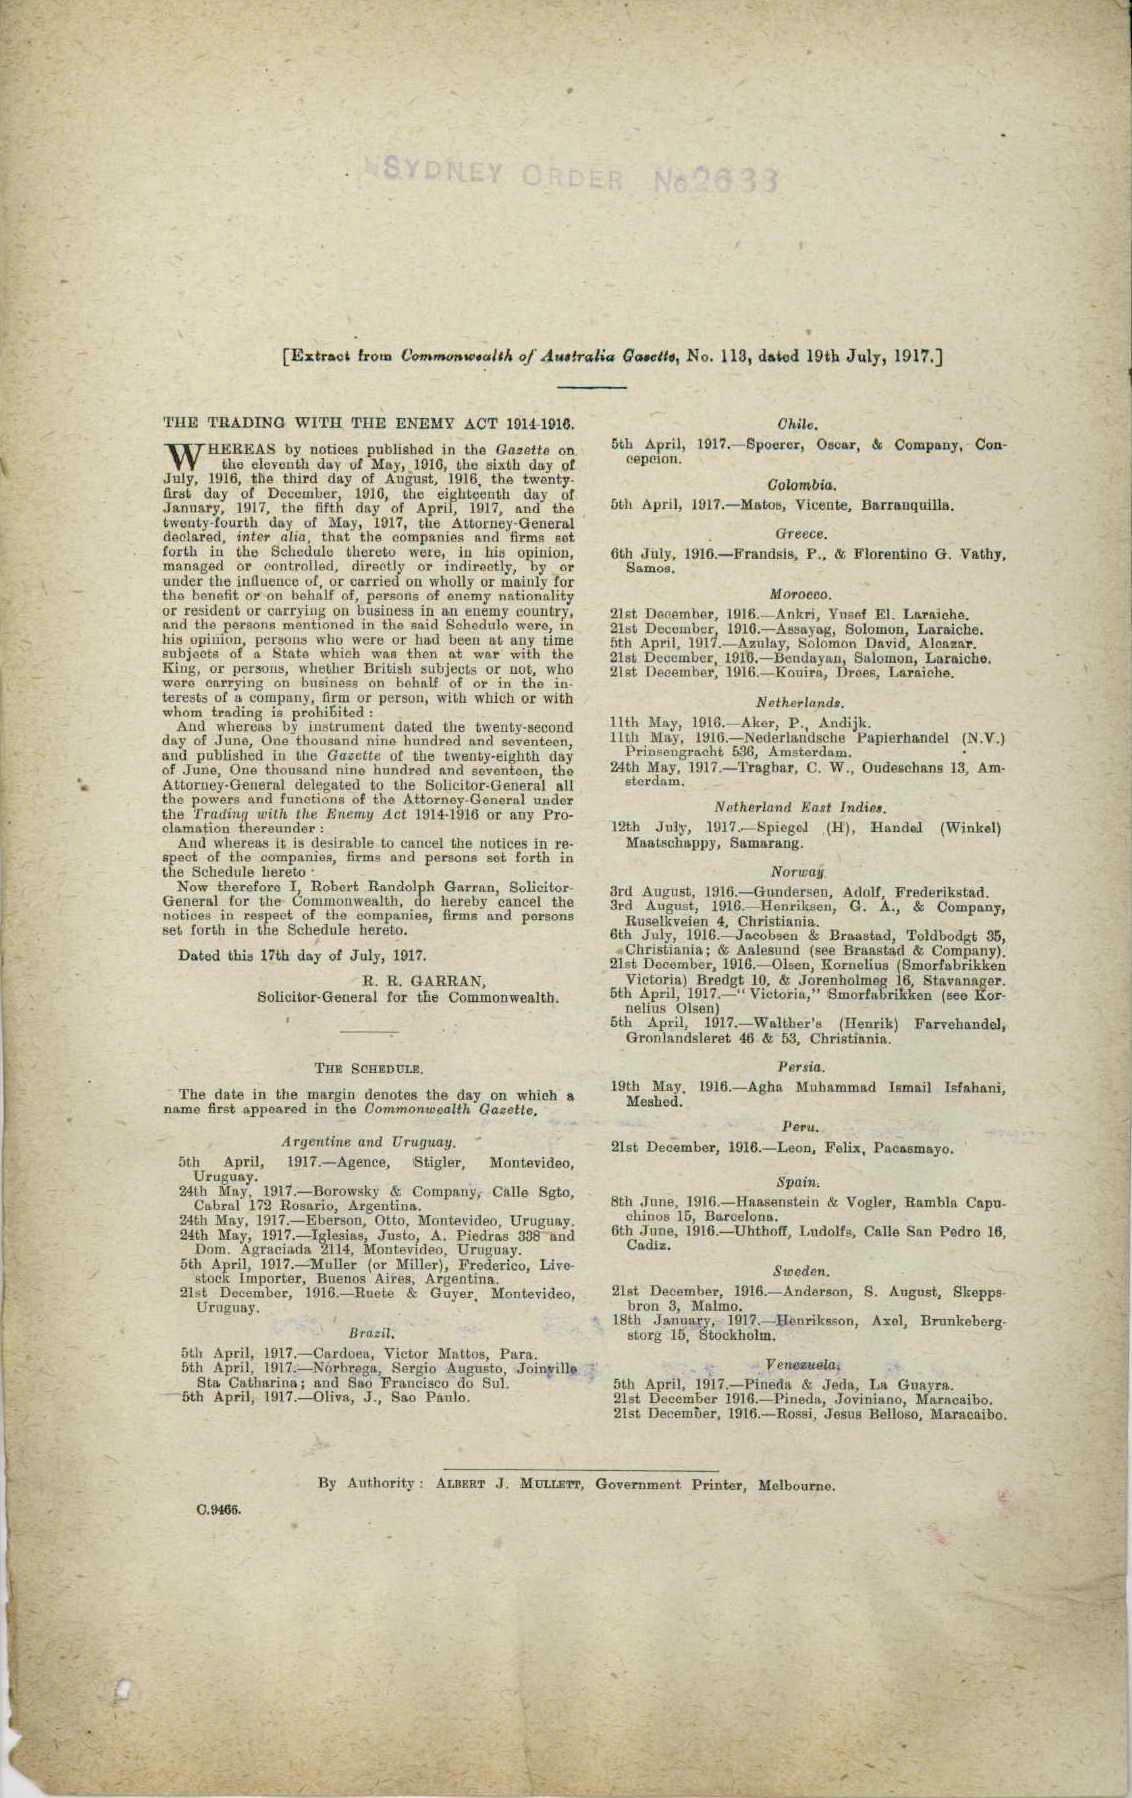 SYDNEY ORDER No2633
[Extract from Commonwealth of Australia Gazette, No. 113, dated 19th July, 1917.]
THE TRADING WITH THE ENEMY ACT 1914-1916.
WHEREAS by notices published in the Gazette on
the eleventh day of May, 1916, the sixth day of
July, 1916, the third day of August, 1916, the twenty-
first day of December, 1916, the eighteenth day of
January, 1917, the fifth day of April, 1917, and the
twenty-fourth day of May, 1917, the Attorney-General
declared, inter alia, that the companies and firms set
forth in the Schedule thereto were, in his opinion,
managed or controlled, directly or indirectly, by or
under the influence of, or carried on wholly or mainly for
the benefit or on behalf of, persons of enemy nationality
or resident or carrying on business in an enemy country,
and the persons mentioned in the said Schedule were, in
his opinion, persons who were or had been at any time
subjects of a State which was then at war with the
King, or persons, whether British subjects or not, who
were carrying on business on behalf of or in the in-
terests of a company, firm or person, with which or with
whom trading is prohibited :
And whereas by instrument dated the twenty-second
day of June, One thousand nine hundred and seventeen,
and published in the Gazette of the twenty-eighth day
of June, One thousand nine hundred and seventeen, the
Attorney-General delegated to the Solicitor-General all
the powers and functions of the Attorney-General under
the Trading with the Enemy Act 1914-1916 or any Pro-
clamation thereunder :
And whereas it is desirable to cancel the notices in re-
spect of the companies, firms and persons set forth in
the Schedule hereto :
Now therefore I, Robert Randolph Garran, Solicitor-
General for the Commonwealth, do hereby cancel the
notices in respect of the companies, firms and persons
set forth in the Schedule hereto.
Dated this 17th day of July, 1917.
R. R. GARRAN,
Solicitor-General for the Commonwealth.
THE SCHEDULE.
The date in the margin denotes the day on which a
name first appeared in the Commonwealth Gazette.
Argentine and Uruguay.
5th April, 1917.—Agence, Stigler, Montevideo,
Uruguay.
24th May, 1917.—Borowsky & Company, Calle Sgto,
Cabral 172 Rosario, Argentina.
24th May, 1917.—Eberson, Otto, Montevideo, Uruguay.
24th May, 1917.—Iglesias, Justo, A. Piedras 338 and
Dom. Agraciada 2114, Montevideo, Uruguay.
5th April, 1917.—Muller (or Miller), Frederico, Live-
stock Importer, Buenos Aires, Argentina.
21st December, 1916.—Ruete & Guyer, Montevideo,
Uruguay.
Brazil.
5th April, 1917.—Cardoea, Victor Mattos, Para.
5th April, 1917.—Norbrega, Sergio Augusto, Joinville
Sta Catharina; and Sao Francisco do Sul.
5th April, 1917.—Oliva, J., Sao Paulo.
Chile.
5th April, 1917.—Spoerer, Oscar, & Company, Con-
cepcion.
Colombia.
5th April, 1917.—Matos, Vicente, Barranquilla.
Greece.
6th July, 1916.—Frandsis, P., & Florentino G. Vathy,
Samos.
Morocco.
21st December, 1916.—Ankri, Yusef El. Laraiche.
21st December, 1916.—Assayag, Solomon, Laraiche.
5th April, 1917.—Azulay, Solomon David, Alcazar.
21st December, 1916.—Bendayan, Salomon, Laraiche.
21st December, 1916.—Kouira, Drees, Laraiche.
Netherlands.
11th May, 1916.—Aker, P., Andijk.
11th May, 1916.—Nederlandsche Papierhandel (N.V.)
Prinsengracht 536, Amsterdam.
24th May, 1917.—Tragbar, C. W., Oudeschans 13, Am-
sterdam.
Netherland East Indies.
12th July, 1917.—Spiegel (H), Handel (Winkel)
Maatschappy, Samarang.
Norway.
3rd August, 1916.—Gundersen, Adolf, Frederikstad.
3rd August, 1916.—Henriksen, G. A., & Company,
Ruselkveien 4, Christiania.
6th July, 1916.—Jacobsen & Braastad, Toldbodgt 35,
Christiania; & Aalesund (see Braastad & Company).
21st December, 1916.—Olsen, Kornelius (Smorfabrikken
Victoria) Bredgt 10, & Jorenholmeg 16, Stavanager.
5th April, 1917.—"Victoria," Smorfabrikken (see Kor-
nelius Olsen)
5th April, 1917.—Walther's (Henrik) Farvehandel,
Gronlandsleret 46 & 53, Christiania.
Persia.
19th May, 1916.—Agha Muhammad Ismail Isfahani,
Meshed.
Peru.
21st December, 1916.—Leon, Felix, Pacasmayo.
Spain.
8th June, 1916.—Haasenstein & Vogler, Rambla Capu-
chinos 15, Barcelona.
6th June, 1916.—Uhthoff, Ludolfs, Calle San Pedro 16,
Cadiz.
Sweden.
21st December, 1916.—Anderson, S. August, Skepps-
bron 3, Malmo.
18th January, 1917.—Henriksson, Axel, Brunkeberg-
storg 15, Stockholm.
Venezuela.
5th April, 1917.—Pineda & Jeda, La Guayra.
21st December 1916.—Pineda, Joviniano, Maracaibo.
21st December, 1916.—Rossi, Jesus Belloso, Maracaibo.
By Authority : ALBERT J. MULLETT, Government Printer, Melbourne.
C.9466.